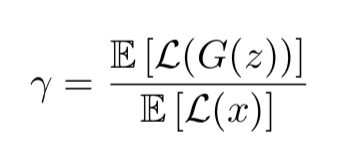 γ = 𝔼 [ℒ(G(z))] / 𝔼 [ℒ(x)]